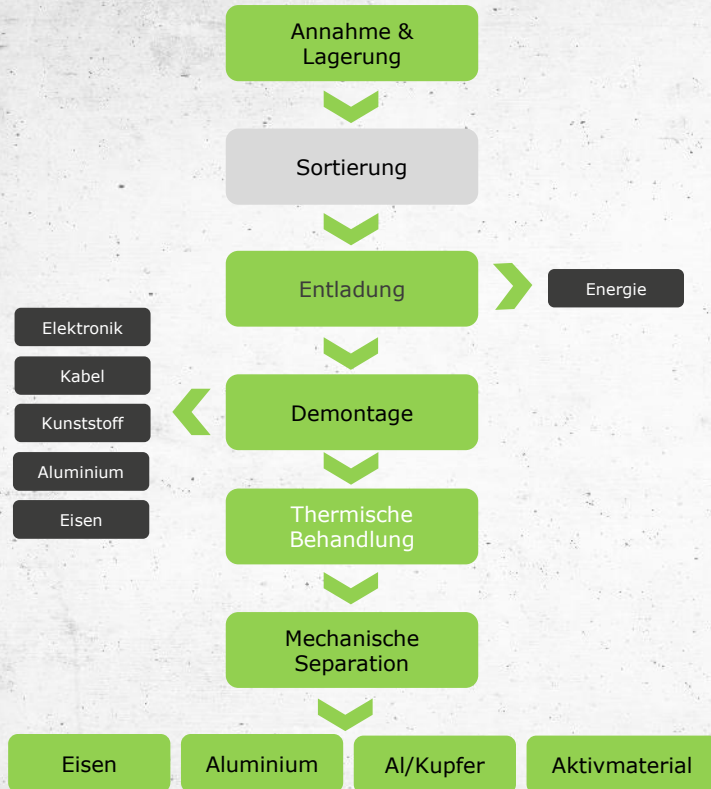 Annahme &
Lagerung
Sortierung
Entladung
Energie
Elektronik
Kabel
Kunststoff
Aluminium
Eisen
Demontage
Thermische
Behandlung
Mechanische
Separation
Eisen
Aluminium
Al/Kupfer
Aktivmaterial